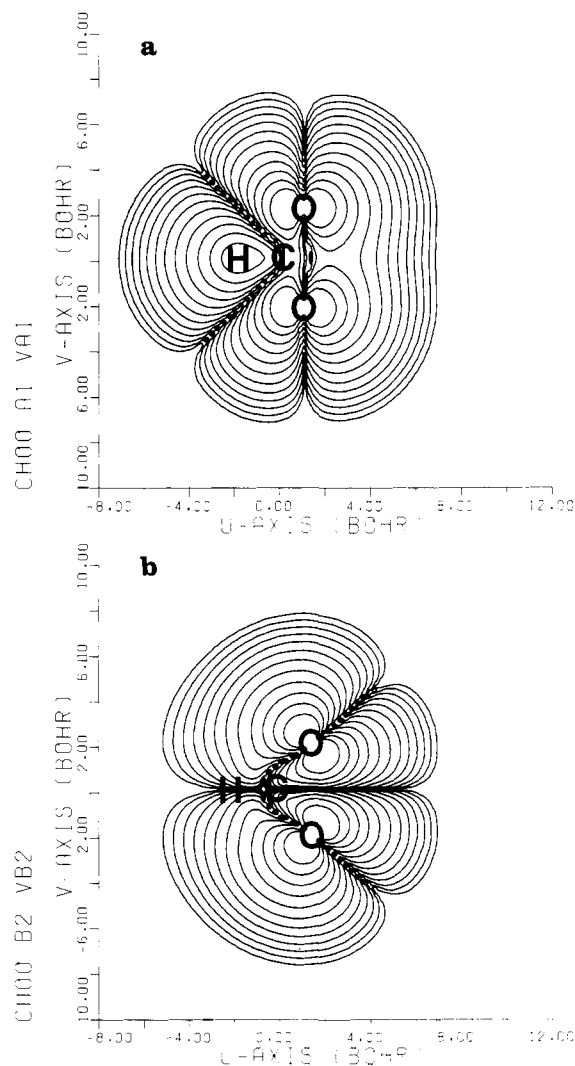 a
10.00
6.00
2.00
2.00
6.00
10.00
V-AXIS (BOHR)
CHOO A1 VA1
O
H C
O
-8.00 -4.00 0.00 4.00 8.00 12.00
U-AXIS (BOHR)
b
10.00
6.00
2.00
2.00
-6.00
10.00
V-AXIS (BOHR)
CHOO B2 VB2
O
H C
O
-8.00 -4.00 0.00 4.00 8.00 12.00
U-AXIS (BOHR)